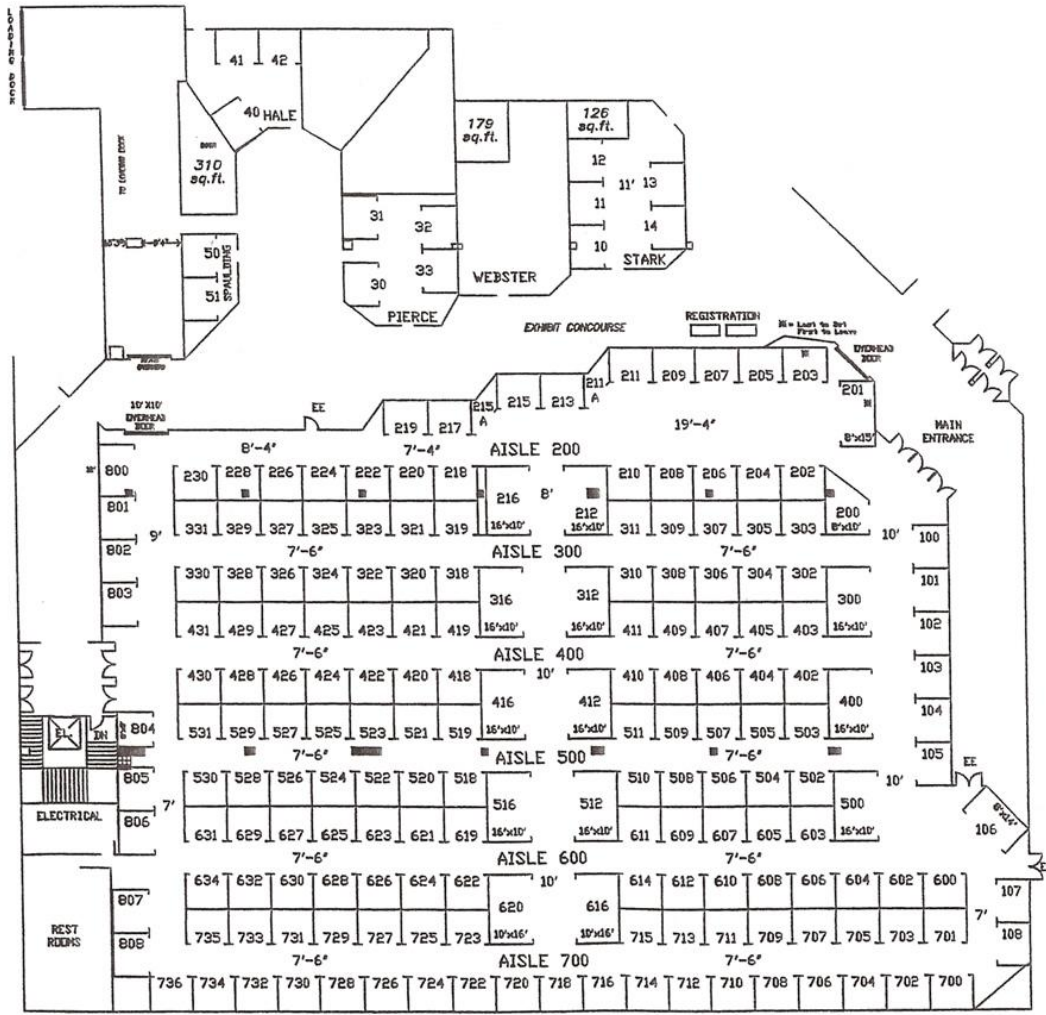 LOADING DOCK
41 42
40 HALE
179 sq.ft.
126 sq.ft.
DOOR
310 sq.ft.
TO LOADING DOCK
12
11' 13
11
14
10
STARK
31
32
33
30
PIERCE
WEBSTER
50
51
SPAULDING
EXHIBIT CONCOURSE
REGISTRATION
= Last to Set
First to Leave
OVERHEAD DOOR
10' X10'
OVERHEAD DOOR
EE
219 217 215 A 215 213 211 A 211 209 207 205 203
201
8'x15'
MAIN ENTRANCE
8'-4" 7'-4" AISLE 200 19'-4"
800
230 228 226 224 222 220 218 216 8' 210 208 206 204 202
801
331 329 327 325 323 321 319 16'x10' 212 16'x10' 311 309 307 305 303 200 8'x10'
9' 7'-6" AISLE 300 7'-6" 10' 100
802
330 328 326 324 322 320 318 316 312 310 308 306 304 302 300 101
803
431 429 427 425 423 421 419 16'x10' 16'x10' 411 409 407 405 403 16'x10' 102
7'-6" AISLE 400 7'-6" 103
430 428 426 424 422 420 418 10' 410 408 406 404 402
416 412 400 104
EL. DN 804
531 529 527 525 523 521 519 16'x10' 16'x10' 511 509 507 505 503 16'x10'
7'-6" AISLE 500 7'-6" 105
EE
805
530 528 526 524 522 520 518 510 508 506 504 502 10'
7' 516 512 500
ELECTRICAL 806
631 629 627 625 623 621 619 16'x10' 16'x10' 611 609 607 605 603 16'x10'
8'x14'
106
7'-6" AISLE 600 7'-6"
634 632 630 628 626 624 622 10' 614 612 610 608 606 604 602 600
807 620 616 107
7'
REST ROOMS
808
735 733 731 729 727 725 723 10'x16' 10'x16' 715 713 711 709 707 705 703 701 108
7'-6" AISLE 700 7'-6"
736 734 732 730 728 726 724 722 720 718 716 714 712 710 708 706 704 702 700